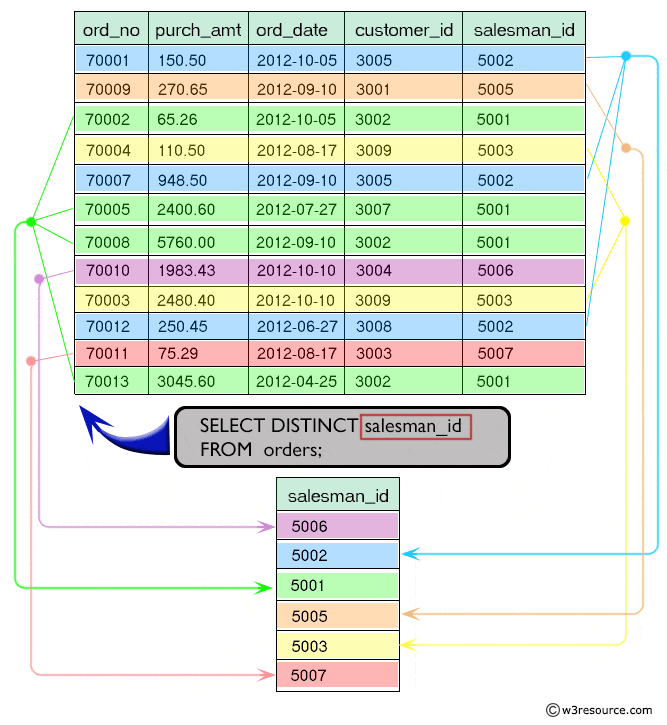 ord_no purch_amt ord_date customer_id salesman_id
70001 150.50 2012-10-05 3005 5002
70009 270.65 2012-09-10 3001 5005
70002 65.26 2012-10-05 3002 5001
70004 110.50 2012-08-17 3009 5003
70007 948.50 2012-09-10 3005 5002
70005 2400.60 2012-07-27 3007 5001
70008 5760.00 2012-09-10 3002 5001
70010 1983.43 2012-10-10 3004 5006
70003 2480.40 2012-10-10 3009 5003
70012 250.45 2012-06-27 3008 5002
70011 75.29 2012-08-17 3003 5007
70013 3045.60 2012-04-25 3002 5001
SELECT DISTINCT salesman_id
FROM orders;
salesman_id
5006
5002
5001
5005
5003
5007
© w3resource.com